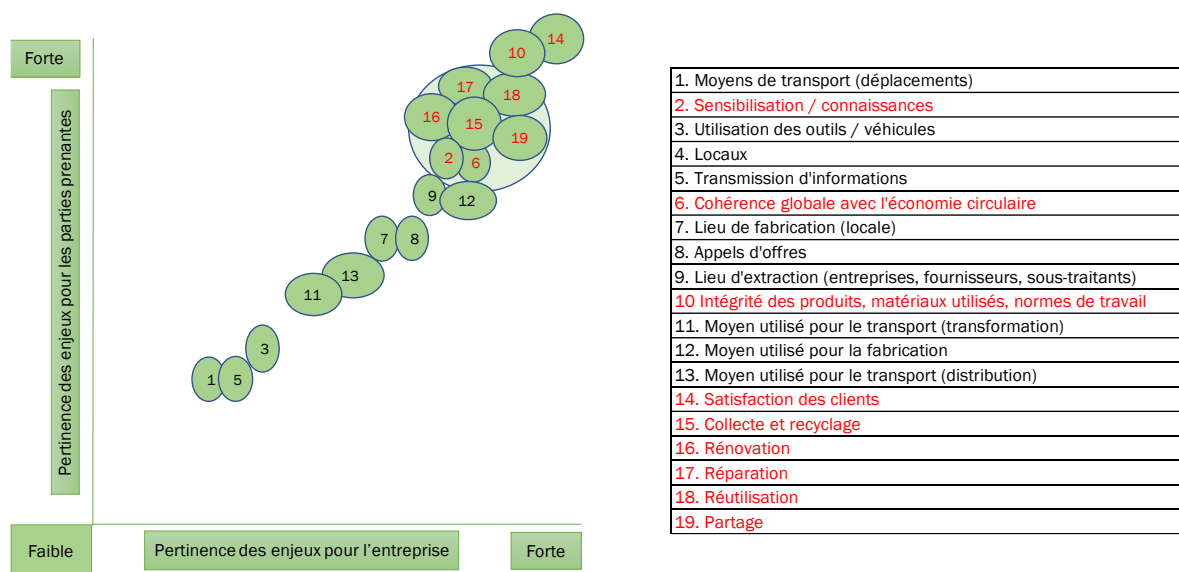 Forte
Pertinence des enjeux pour les parties prenantes
14
10
17
18
16
15
19
2
6
9
12
7
8
13
11
3
1
5
Faible
Pertinence des enjeux pour l'entreprise
Forte
1. Moyens de transport (déplacements)
2. Sensibilisation / connaissances
3. Utilisation des outils / véhicules
4. Locaux
5. Transmission d'informations
6. Cohérence globale avec l'économie circulaire
7. Lieu de fabrication (locale)
8. Appels d'offres
9. Lieu d'extraction (entreprises, fournisseurs, sous-traitants)
10 Intégrité des produits, matériaux utilisés, normes de travail
11. Moyen utilisé pour le transport (transformation)
12. Moyen utilisé pour la fabrication
13. Moyen utilisé pour le transport (distribution)
14. Satisfaction des clients
15. Collecte et recyclage
16. Rénovation
17. Réparation
18. Réutilisation
19. Partage